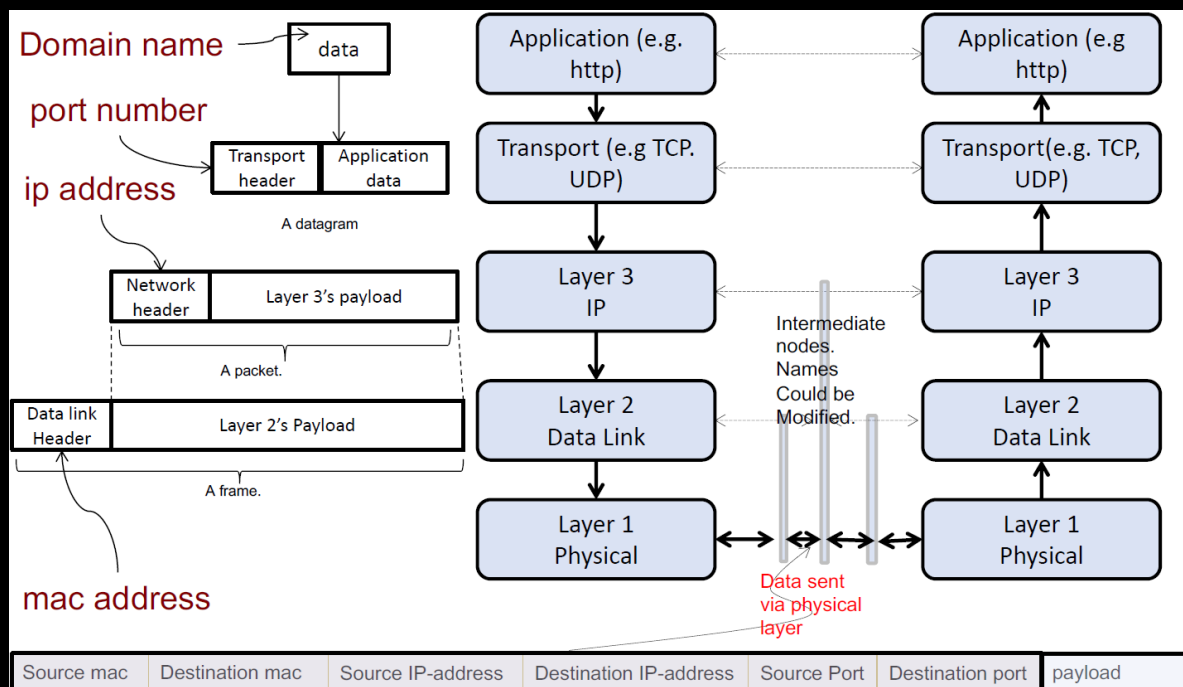 Domain name
data
port number
Transport
header
Application
data
ip address
A datagram
Network
header
Layer 3's payload
A packet.
Data link
Header
Layer 2's Payload
A frame.
mac address
Application (e.g.
http)
Transport (e.g TCP.
UDP)
Layer 3
IP
Layer 2
Data Link
Layer 1
Physical
Intermediate
nodes.
Names
Could be
Modified.
Data sent
via physical
layer
Application (e.g
http)
Transport(e.g. TCP,
UDP)
Layer 3
IP
Layer 2
Data Link
Layer 1
Physical
Source mac
Destination mac
Source IP-address
Destination IP-address
Source Port
Destination port
payload